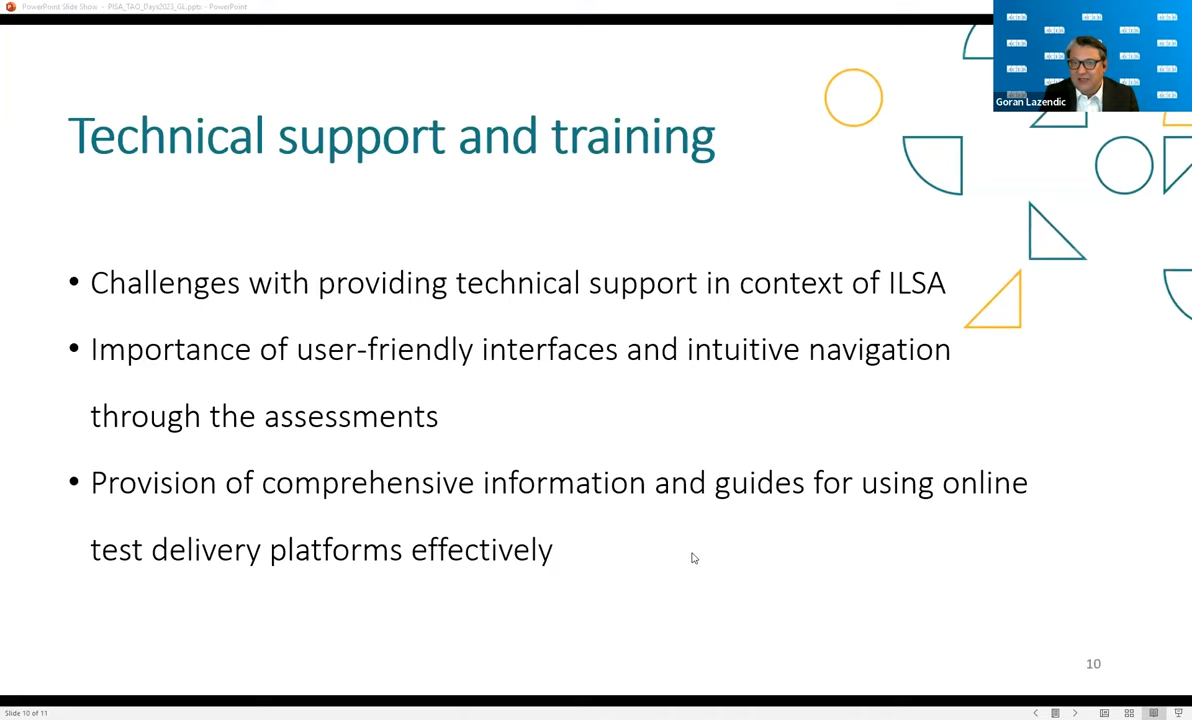 PowerPoint Slide Show - PISA_TAO_Days2023_GL.pptx - PowerPoint
Goran Lazendic
Technical support and training
• Challenges with providing technical support in context of ILSA
• Importance of user-friendly interfaces and intuitive navigation
through the assessments
• Provision of comprehensive information and guides for using online
test delivery platforms effectively
10
Slide 10 of 11